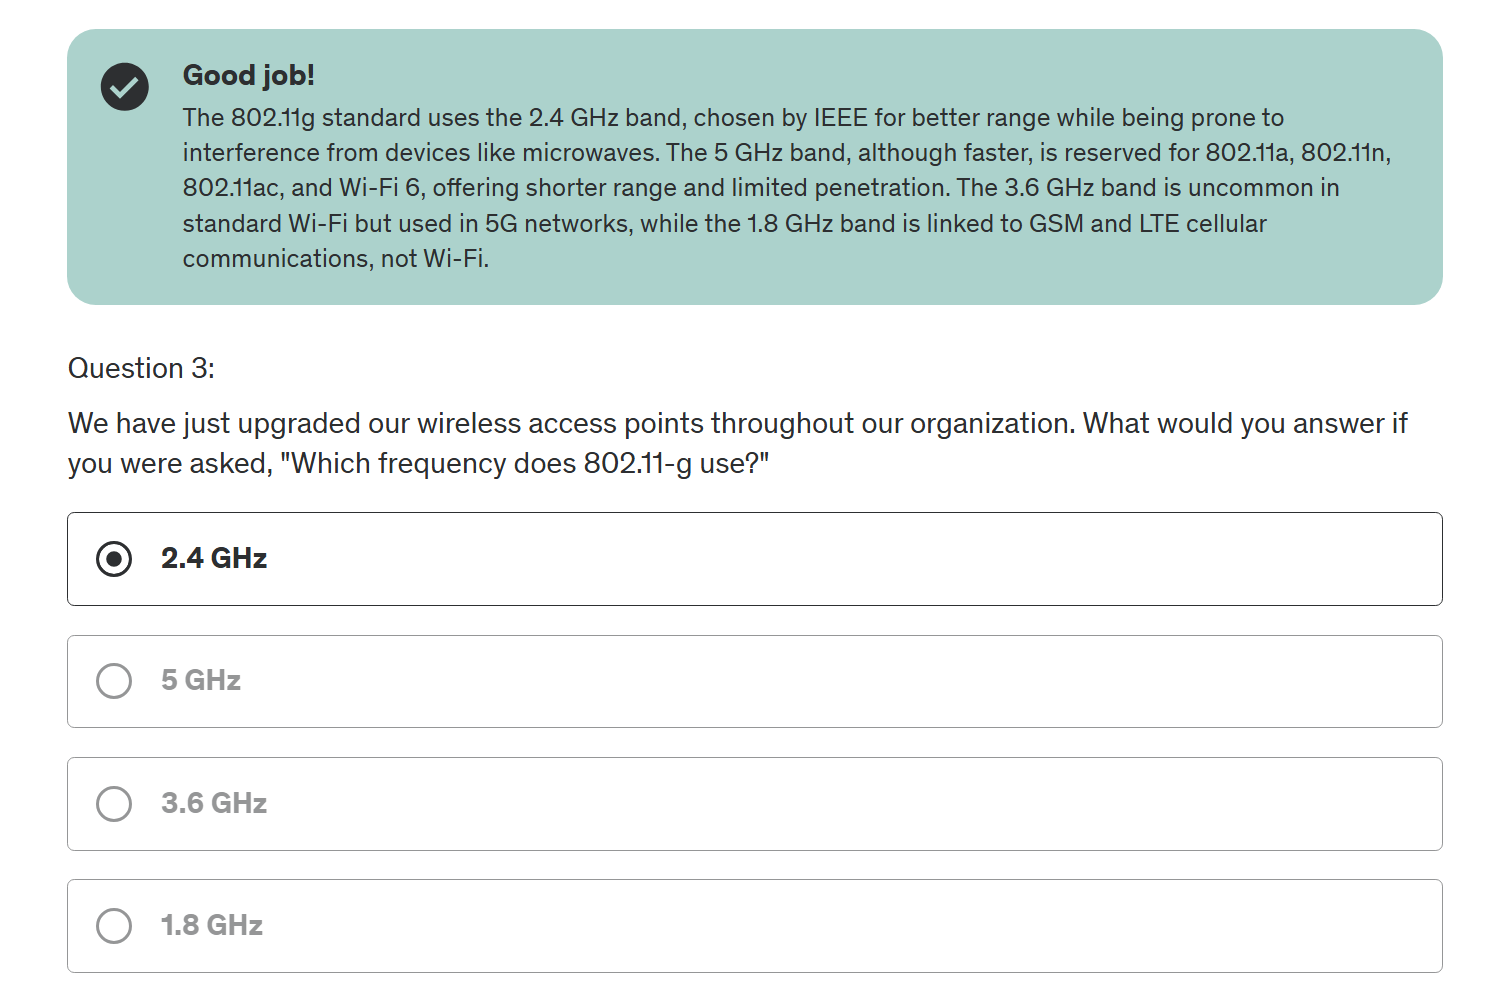 Good job!
The 802.11g standard uses the 2.4 GHz band, chosen by IEEE for better range while being prone to
interference from devices like microwaves. The 5 GHz band, although faster, is reserved for 802.11a, 802.11n,
802.11ac, and Wi-Fi 6, offering shorter range and limited penetration. The 3.6 GHz band is uncommon in
standard Wi-Fi but used in 5G networks, while the 1.8 GHz band is linked to GSM and LTE cellular
communications, not Wi-Fi.
Question 3:
We have just upgraded our wireless access points throughout our organization. What would you answer if
you were asked, "Which frequency does 802.11-g use?"
2.4 GHz
5 GHz
3.6 GHz
1.8 GHz